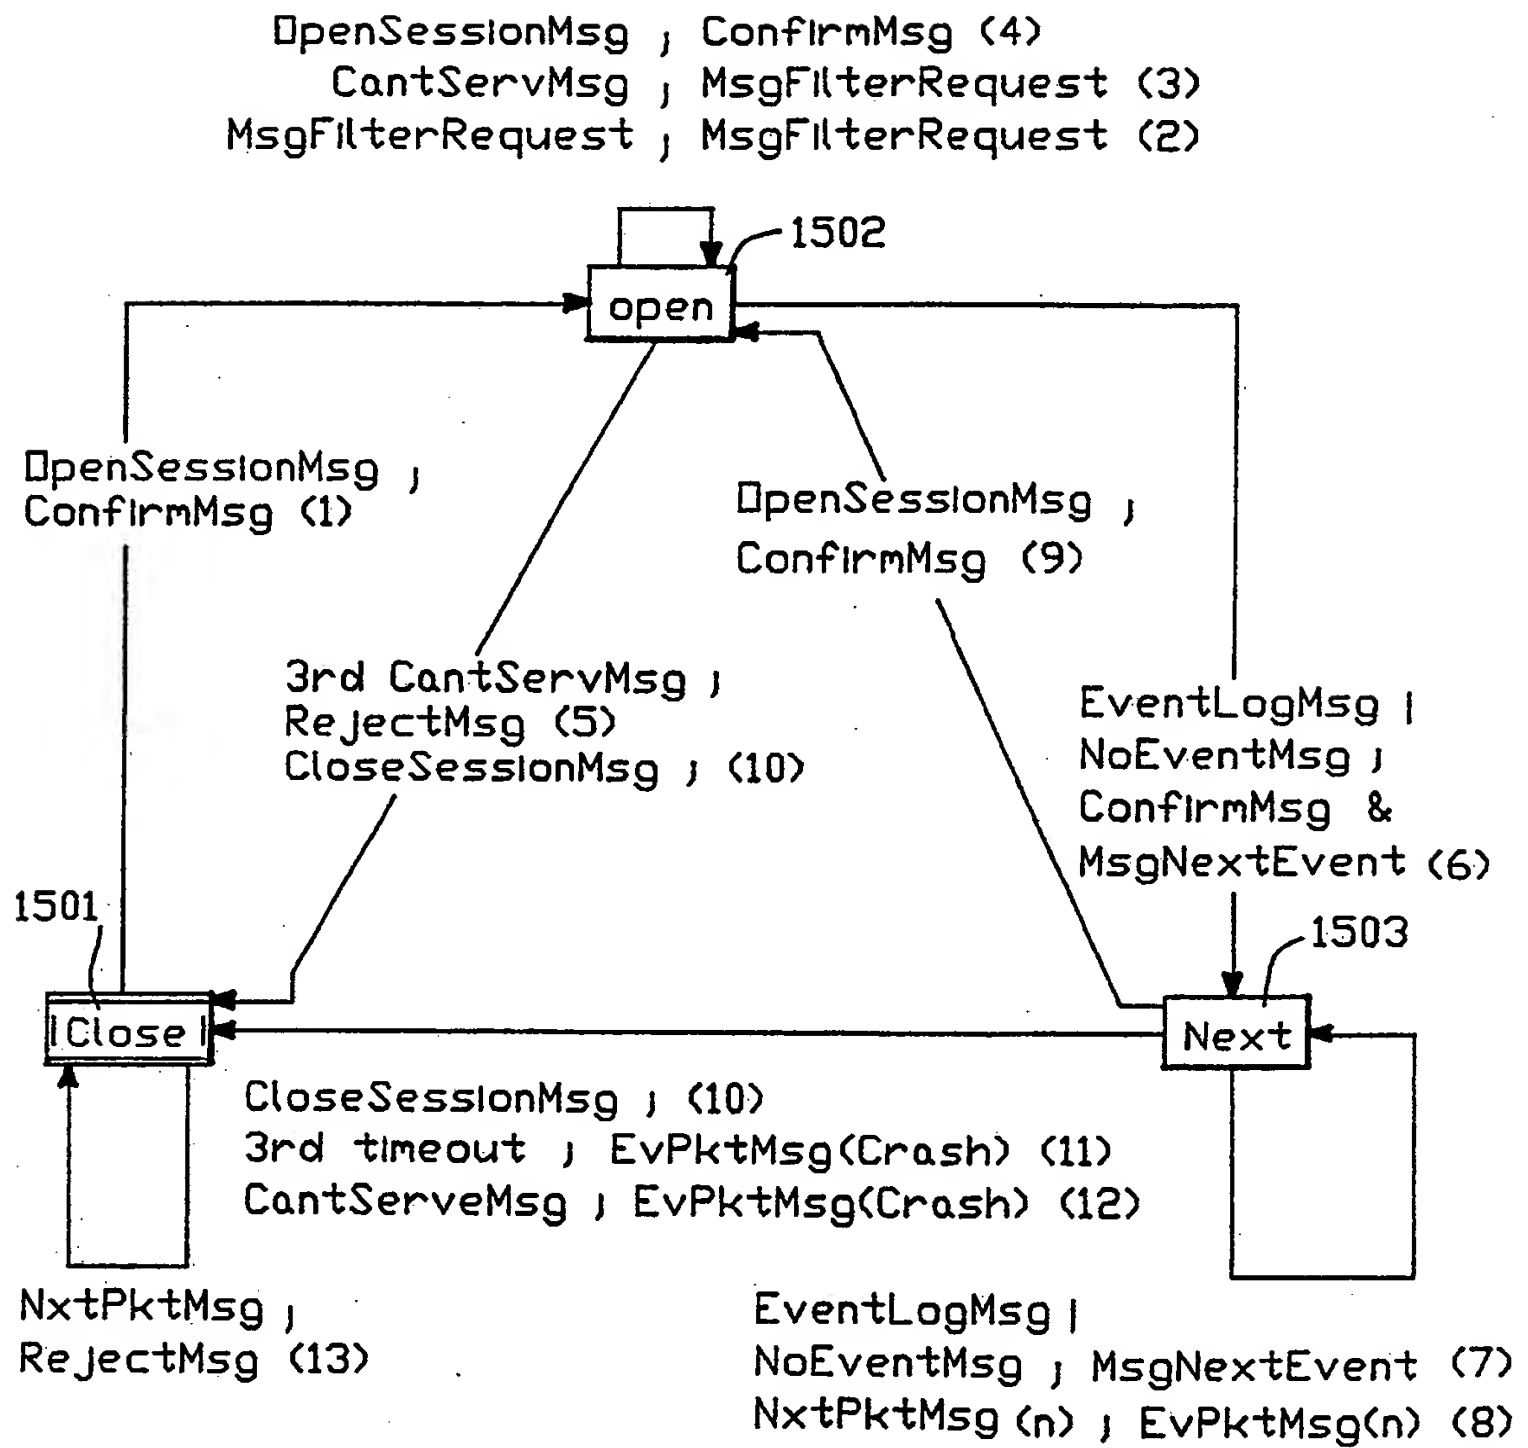 OpenSessionMsg ; ConfirmMsg (4)
CantServMsg ; MsgFilterRequest (3)
MsgFilterRequest ; MsgFilterRequest (2)
1502
open
OpenSessionMsg ;
ConfirmMsg (1)
OpenSessionMsg ;
ConfirmMsg (9)
3rd CantServMsg ;
RejectMsg (5)
CloseSessionMsg ; (10)
EventLogMsg |
NoEventMsg ;
ConfirmMsg &
MsgNextEvent (6)
1501
1503
Close
Next
CloseSessionMsg ; (10)
3rd timeout ; EvPktMsg(Crash) (11)
CantServeMsg ; EvPktMsg(Crash) (12)
NxtPktMsg ;
RejectMsg (13)
EventLogMsg |
NoEventMsg ; MsgNextEvent (7)
NxtPktMsg (n) ; EvPktMsg(n) (8)